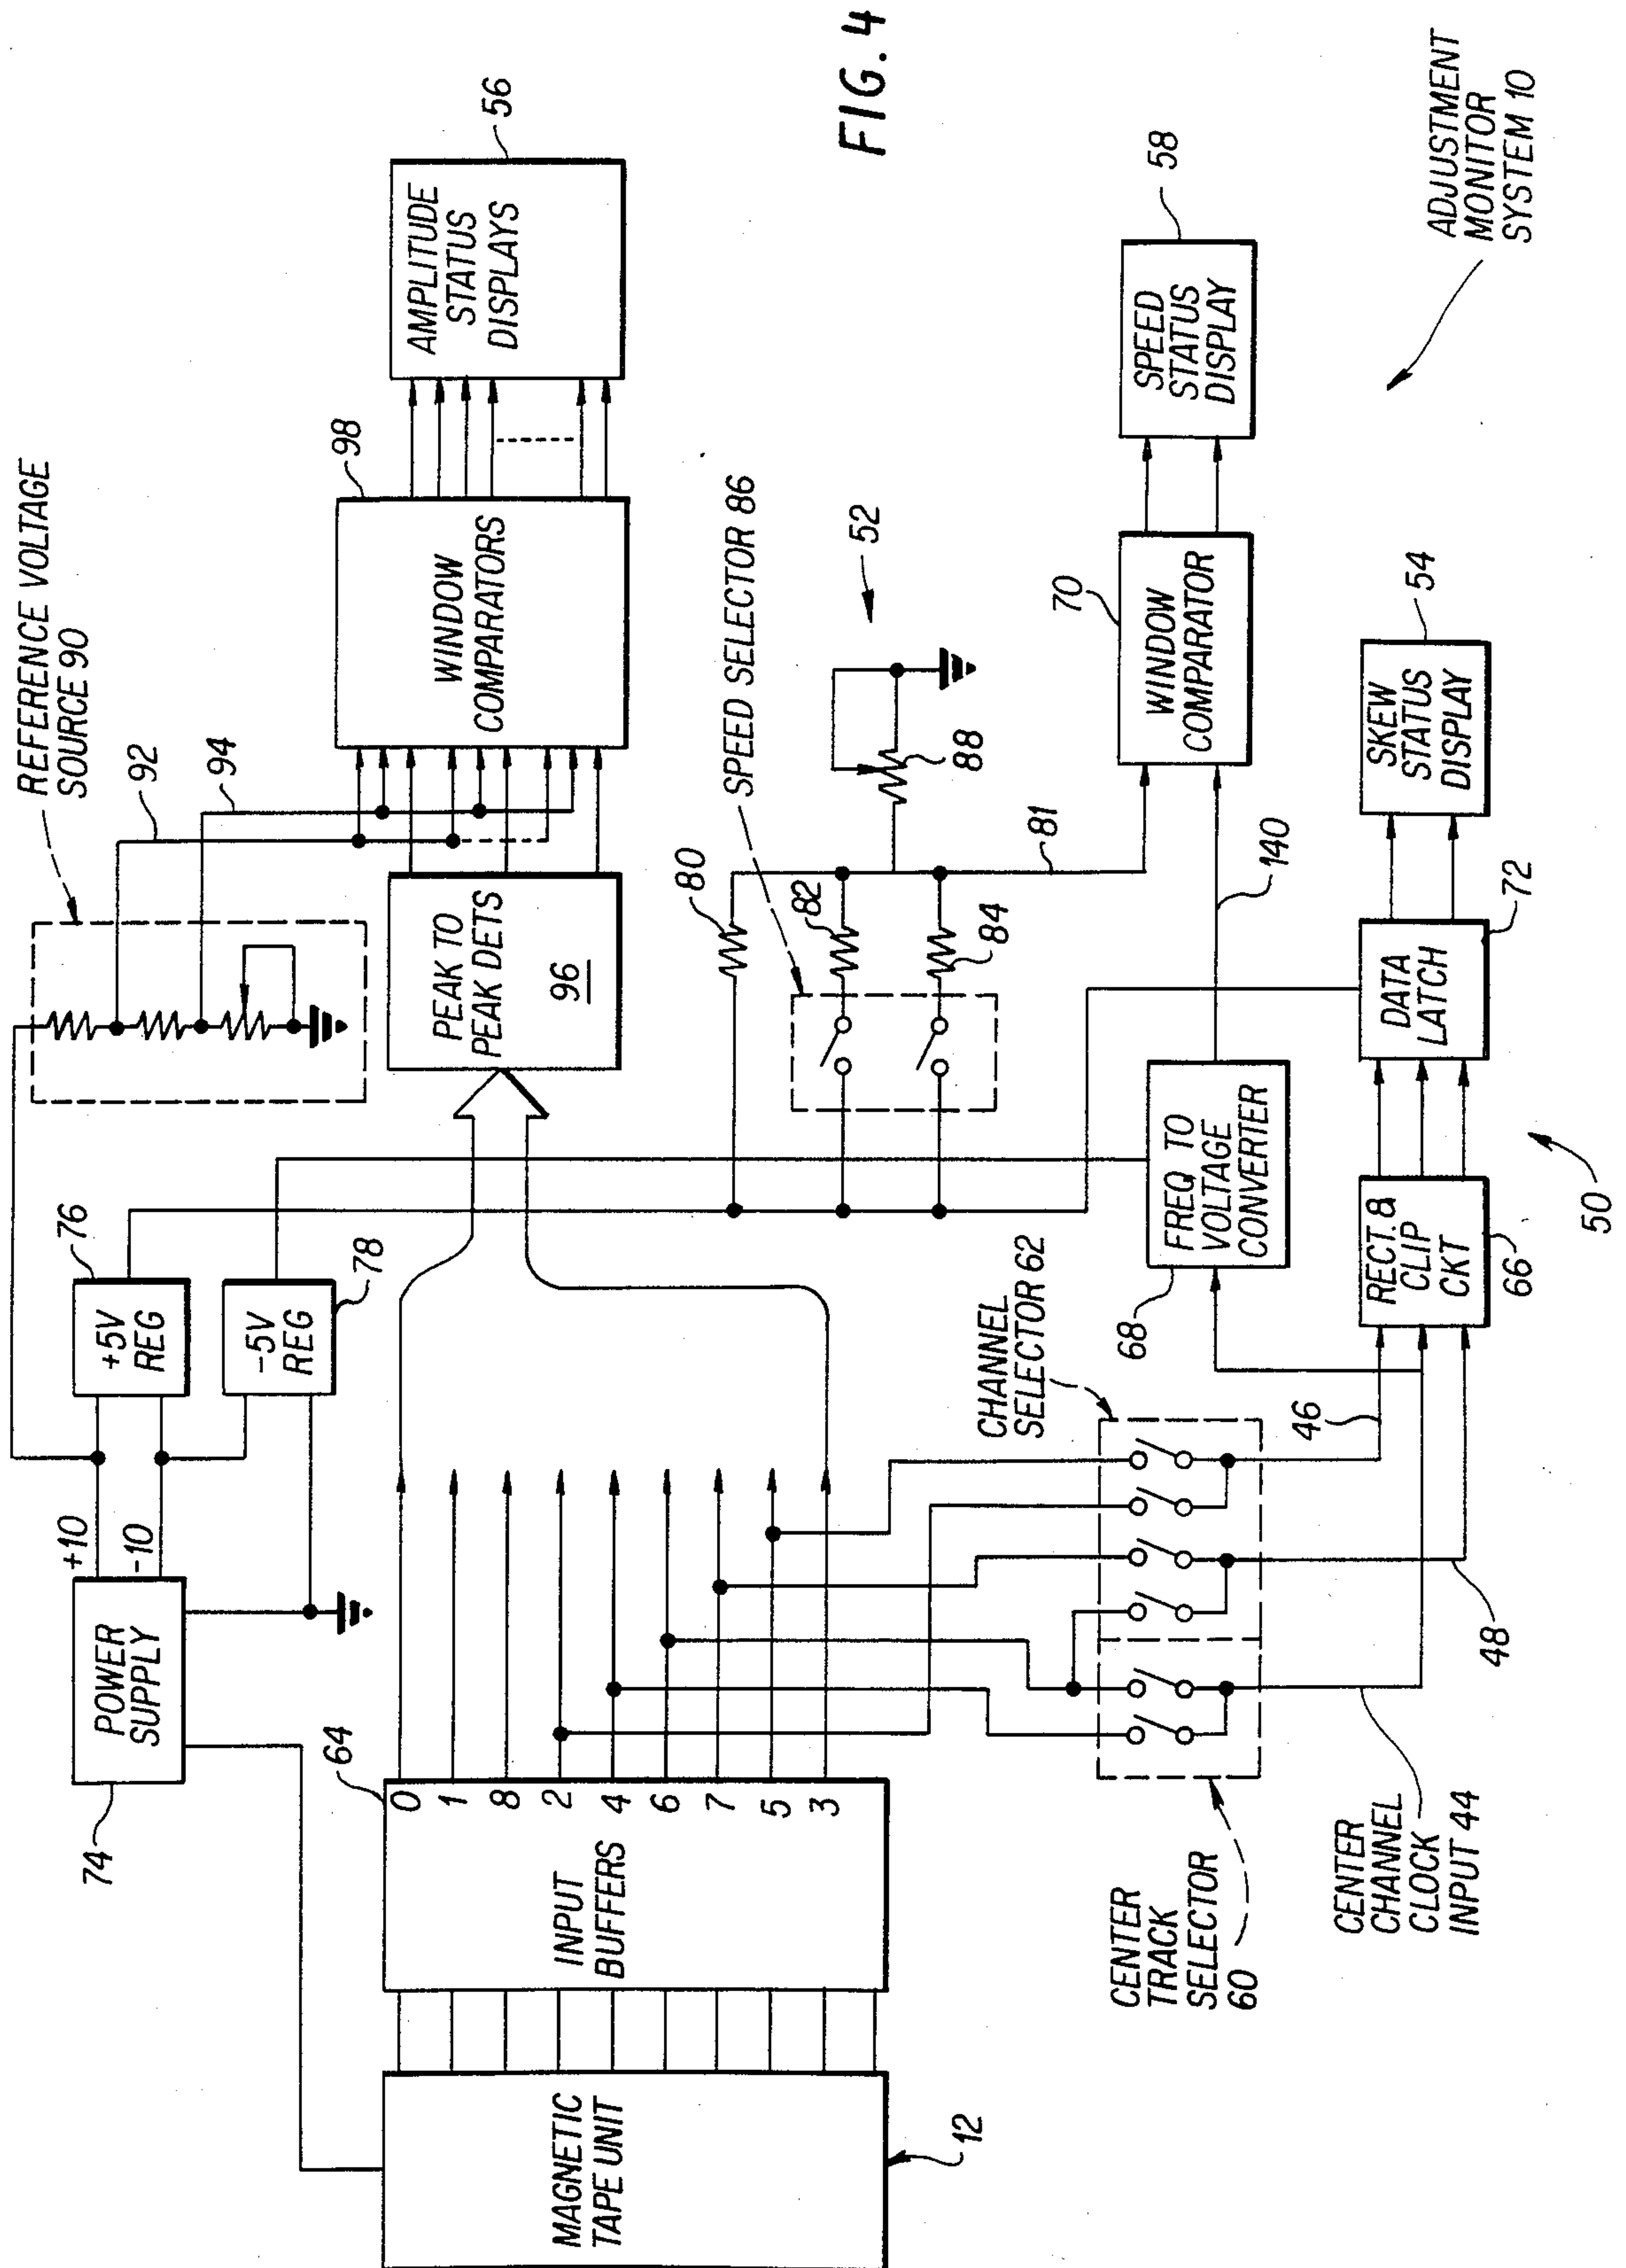 FIG. 4
REFERENCE VOLTAGE
SOURCE 90
92
94
+10
-10
POWER
SUPPLY
74
+5V
REG
76
-5V
REG
78
MAGNETIC
TAPE UNIT
12
INPUT
BUFFERS
64
0
1
8
2
4
6
7
5
3
PEAK TO
PEAK DETS
96
WINDOW
COMPARATORS
98
AMPLITUDE
STATUS
DISPLAYS
56
SPEED SELECTOR 86
80
82
84
88
52
81
CENTER
TRACK
SELECTOR
60
CHANNEL
SELECTOR 62
68
FREQ TO
VOLTAGE
CONVERTER
140
70
WINDOW
COMPARATOR
SPEED
STATUS
DISPLAY
58
CENTER
CHANNEL
CLOCK
INPUT 44
48
46
RECT. &
CLIP
CKT
66
DATA
LATCH
72
SKEW
STATUS
DISPLAY
54
50
ADJUSTMENT
MONITOR
SYSTEM 10